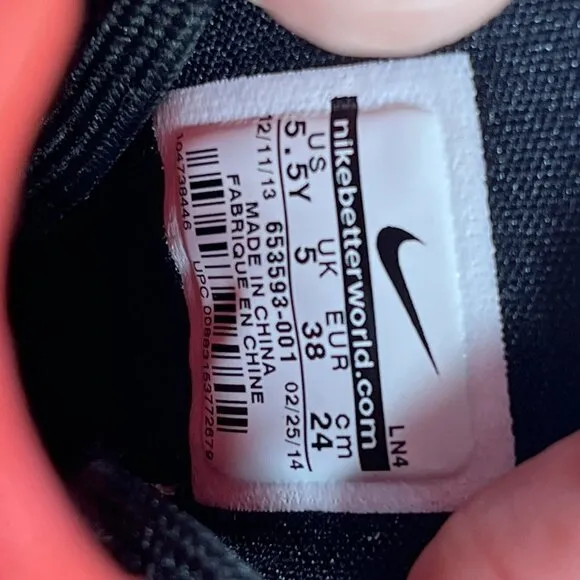 LN4
nikebetterworld.com
US UK EUR cm
5.5Y 5 38 24
12/11/13 653593-001 02/25/14
MADE IN CHINA
FABRIQUE EN CHINE
UPC